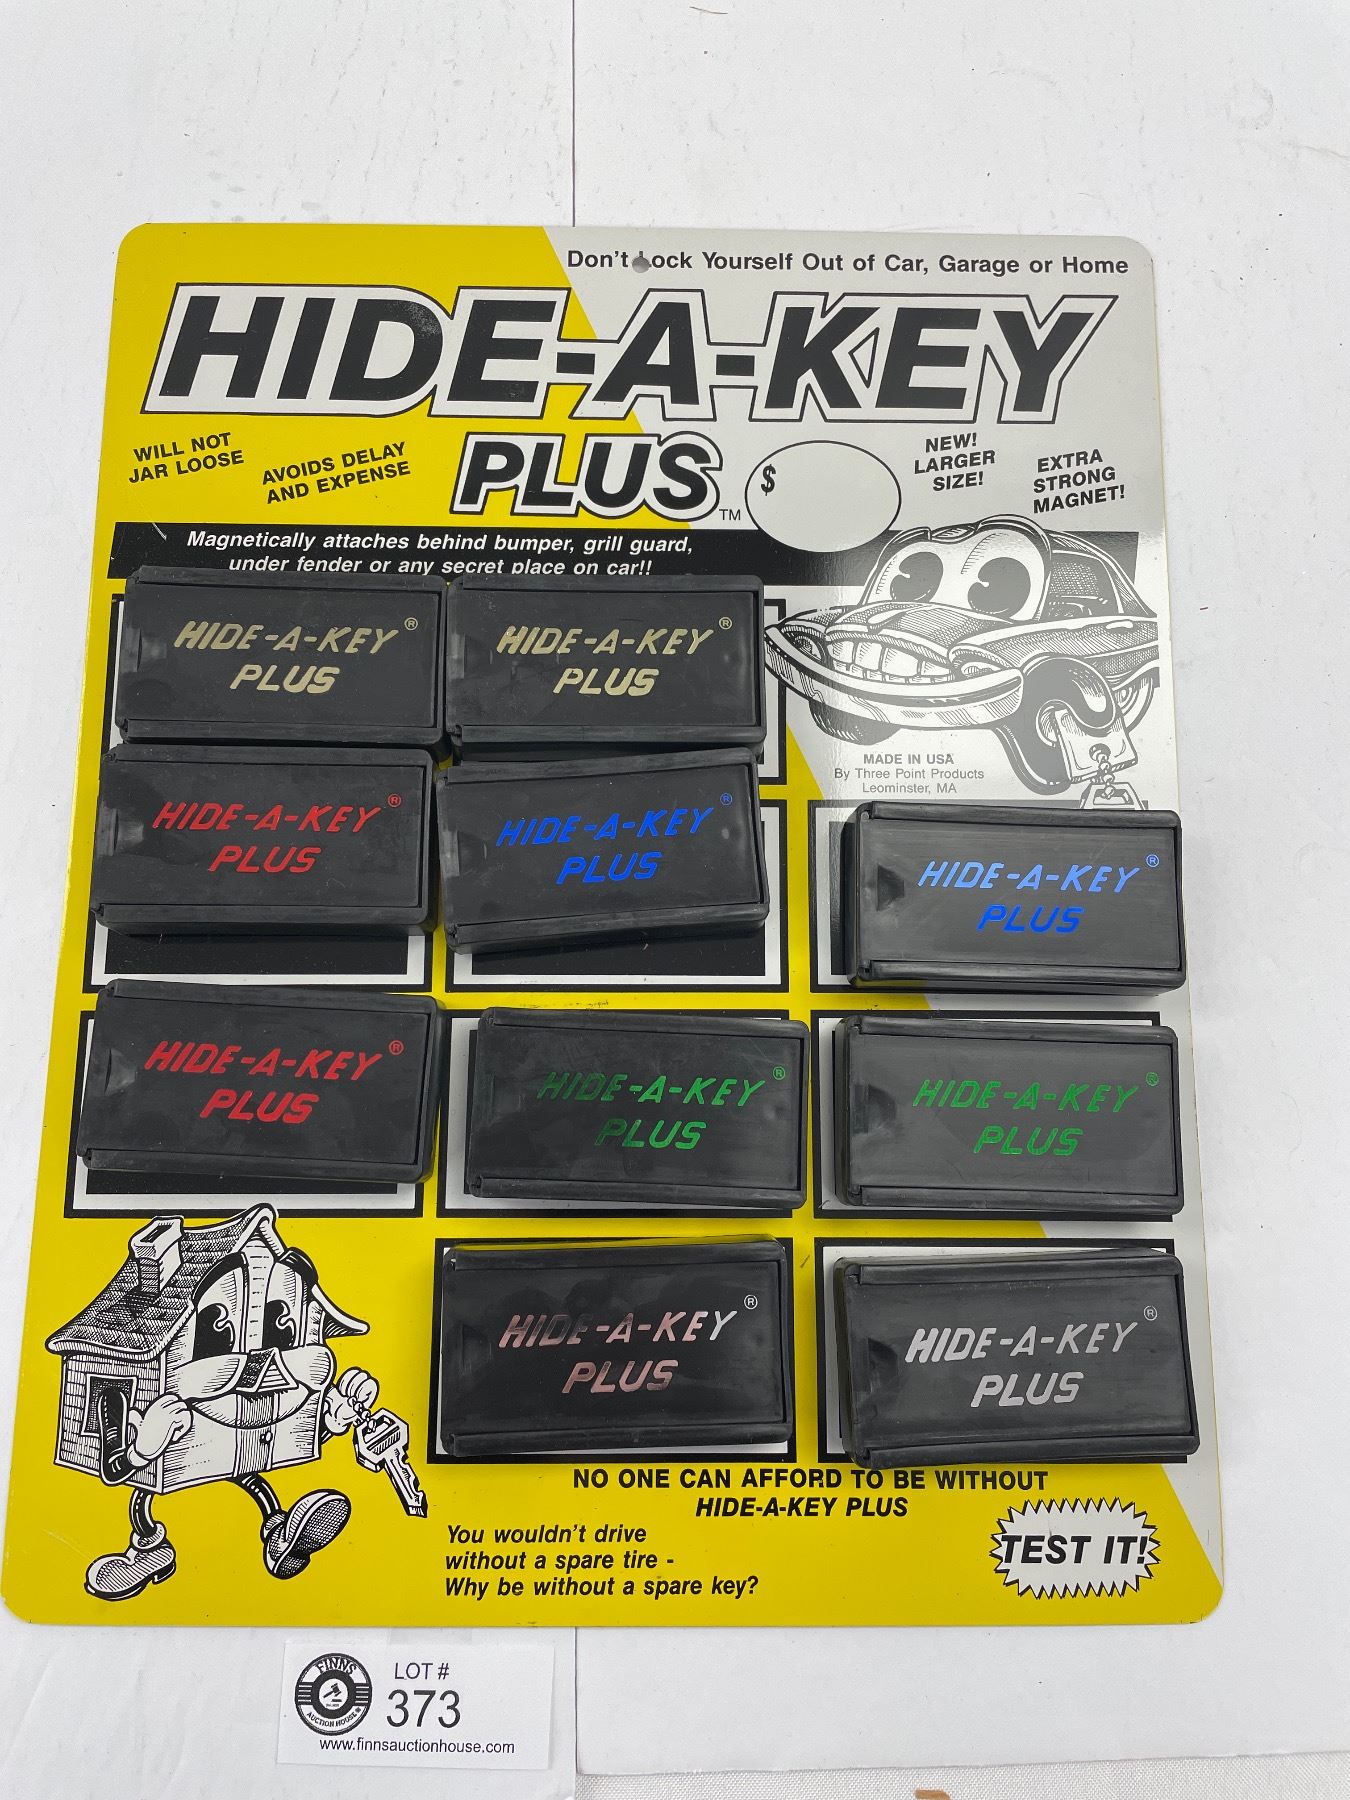 Don't Lock Yourself Out of Car, Garage or Home
HIDE-A-KEY
PLUS™
WILL NOT
JAR LOOSE
AVOIDS DELAY
AND EXPENSE
$
NEW!
LARGER
SIZE!
EXTRA
STRONG
MAGNET!
Magnetically attaches behind bumper, grill guard,
under fender or any secret place on car!!
HIDE-A-KEY®
PLUS
HIDE-A-KEY®
PLUS
MADE IN USA
By Three Point Products
Leominster, MA
HIDE-A-KEY®
PLUS
HIDE-A-KEY®
PLUS
HIDE-A-KEY®
PLUS
HIDE-A-KEY®
PLUS
HIDE-A-KEY®
PLUS
HIDE-A-KEY®
PLUS
HIDE-A-KEY®
PLUS
HIDE-A-KEY®
PLUS
NO ONE CAN AFFORD TO BE WITHOUT
HIDE-A-KEY PLUS
You wouldn't drive
without a spare tire -
Why be without a spare key?
TEST IT!
FINNS
AUCTION HOUSE
LOT #
373
www.finnsauctionhouse.com